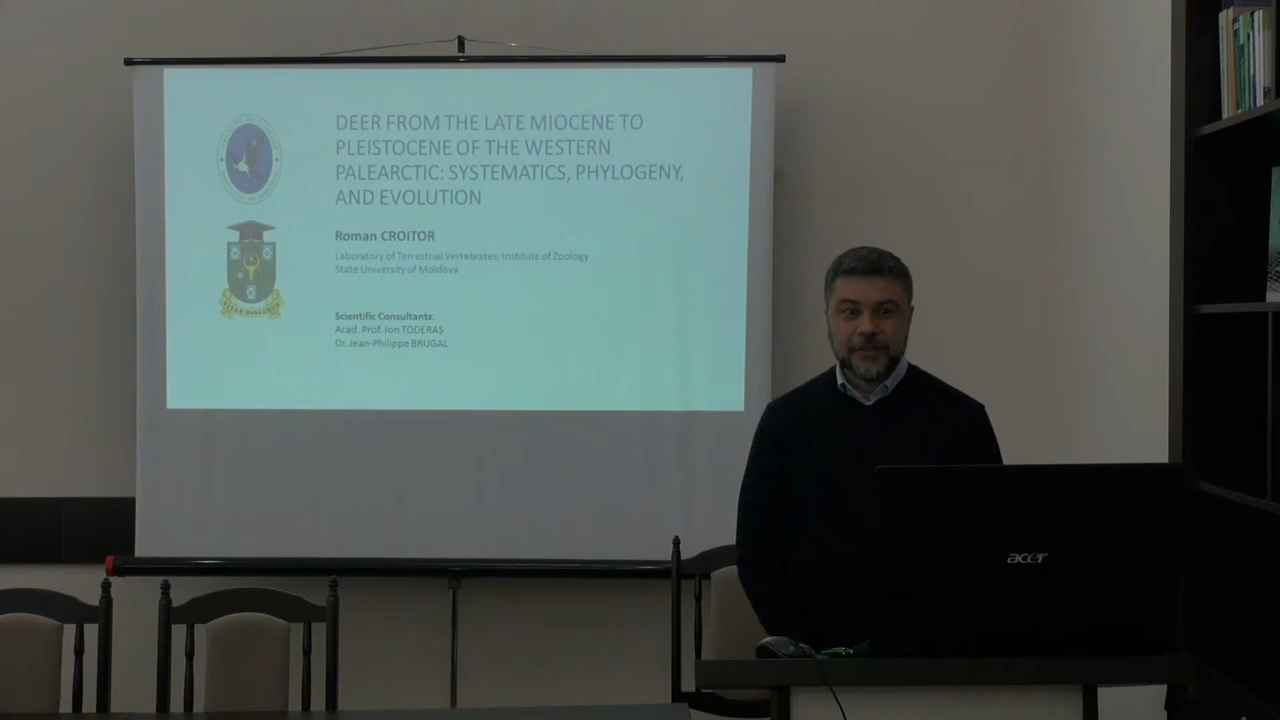 DEER FROM THE LATE MIOCENE TO
PLEISTOCENE OF THE WESTERN
PALEARCTIC: SYSTEMATICS, PHYLOGENY,
AND EVOLUTION
Roman CROITOR
Laboratory of Terrestrial Vertebrates, Institute of Zoology
State University of Moldova
Scientific Consultants:
Acad. Prof. Ion TODERAȘ
Dr. Jean-Philippe BRUGAL
acer